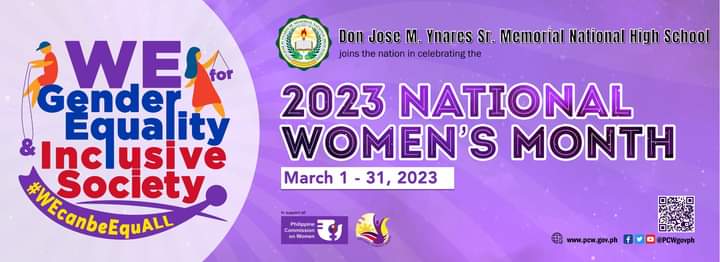 WE for
Gender
Equality
& Inclusive
Society
#WEcanbeEquALL
Don Jose M. Ynares Sr. Memorial National High School
joins the nation in celebrating the
2023 NATIONAL
WOMEN'S MONTH
March 1 - 31, 2023
In support of:
Philippine
Commission
on Women
www.pcw.gov.ph @PCWgovph